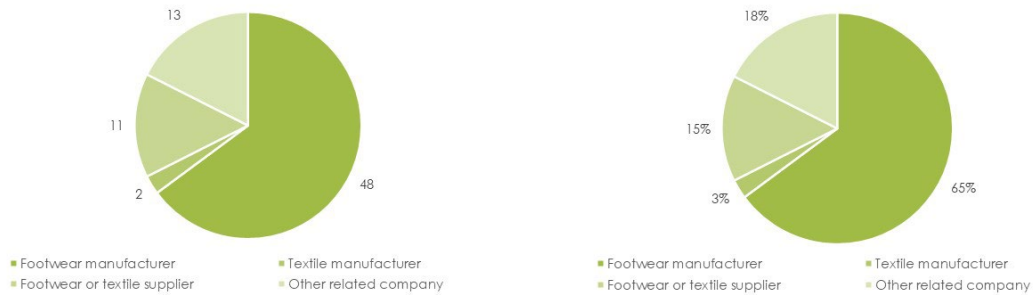 13
11
2
48
Footwear manufacturer
Textile manufacturer
Footwear or textile supplier
Other related company
18%
15%
3%
65%
Footwear manufacturer
Textile manufacturer
Footwear or textile supplier
Other related company